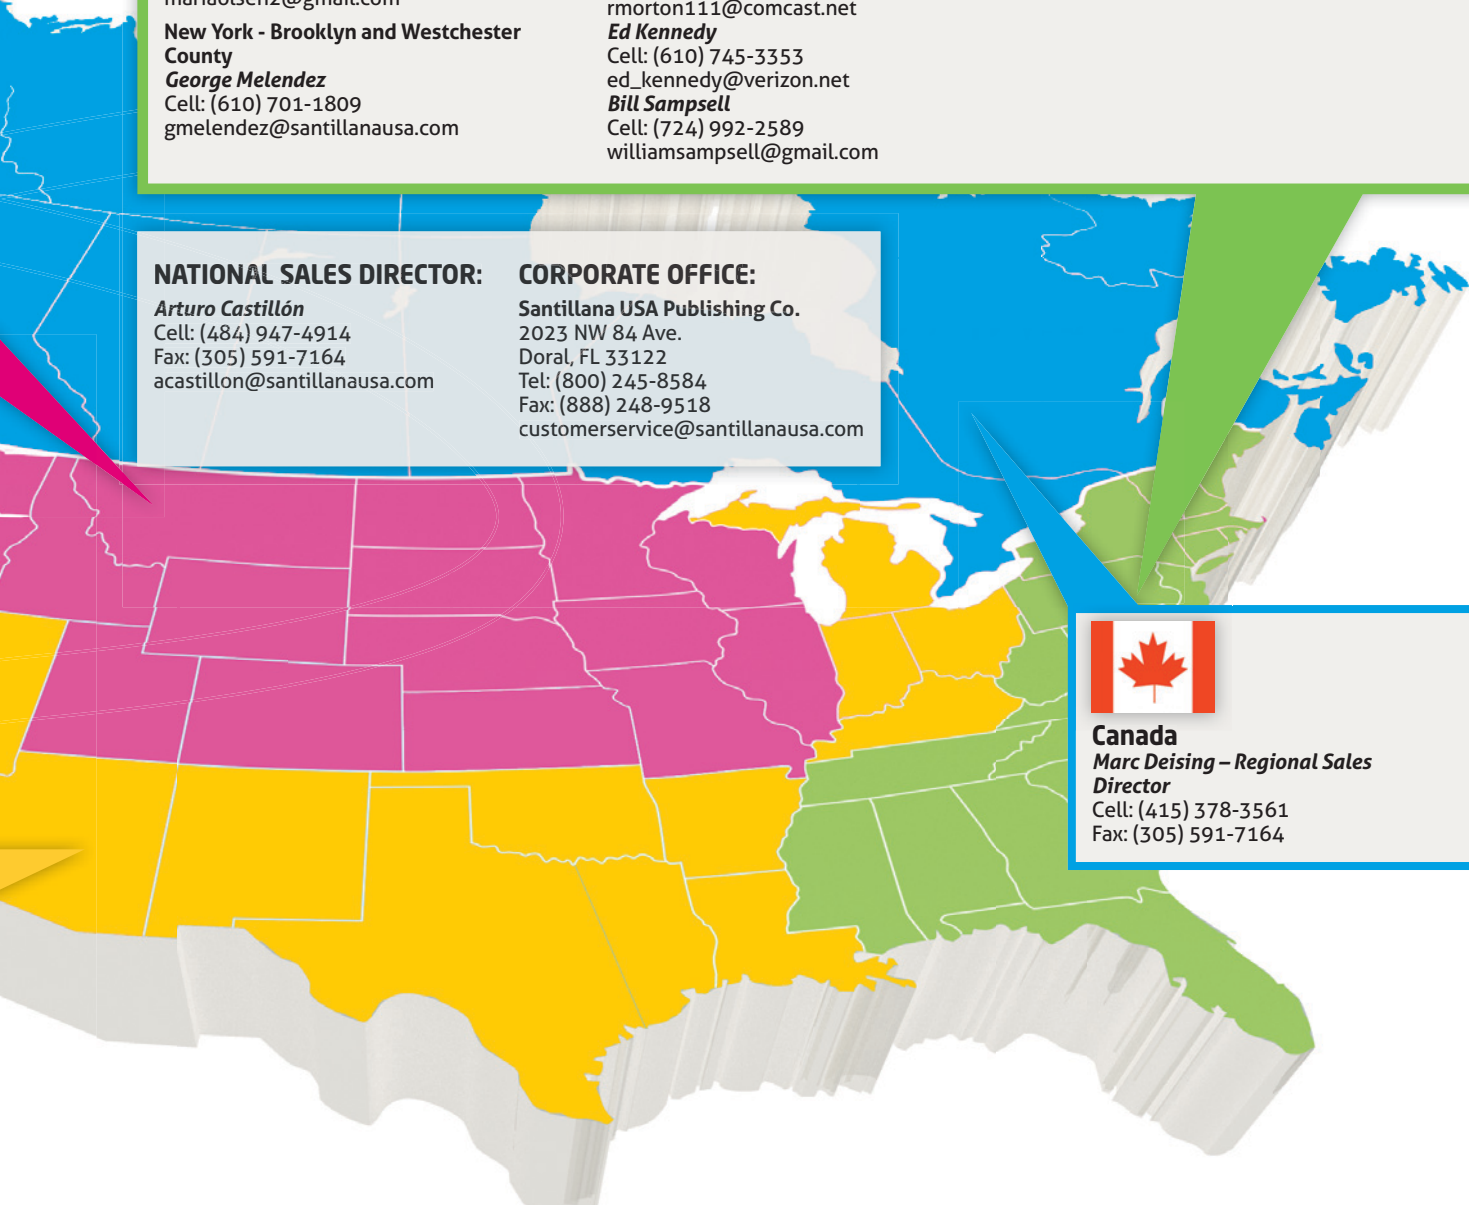 mariaolsen2@gmail.com
New York - Brooklyn and Westchester
County
George Melendez
Cell: (610) 701-1809
gmelendez@santillanausa.com
rmorton111@comcast.net
Ed Kennedy
Cell: (610) 745-3353
ed_kennedy@verizon.net
Bill Sampsell
Cell: (724) 992-2589
williamsampsell@gmail.com
NATIONAL SALES DIRECTOR:
Arturo Castillón
Cell: (484) 947-4914
Fax: (305) 591-7164
acastillon@santillanausa.com
CORPORATE OFFICE:
Santillana USA Publishing Co.
2023 NW 84 Ave.
Doral, FL 33122
Tel: (800) 245-8584
Fax: (888) 248-9518
customerservice@santillanausa.com
Canada
Marc Deising – Regional Sales
Director
Cell: (415) 378-3561
Fax: (305) 591-7164